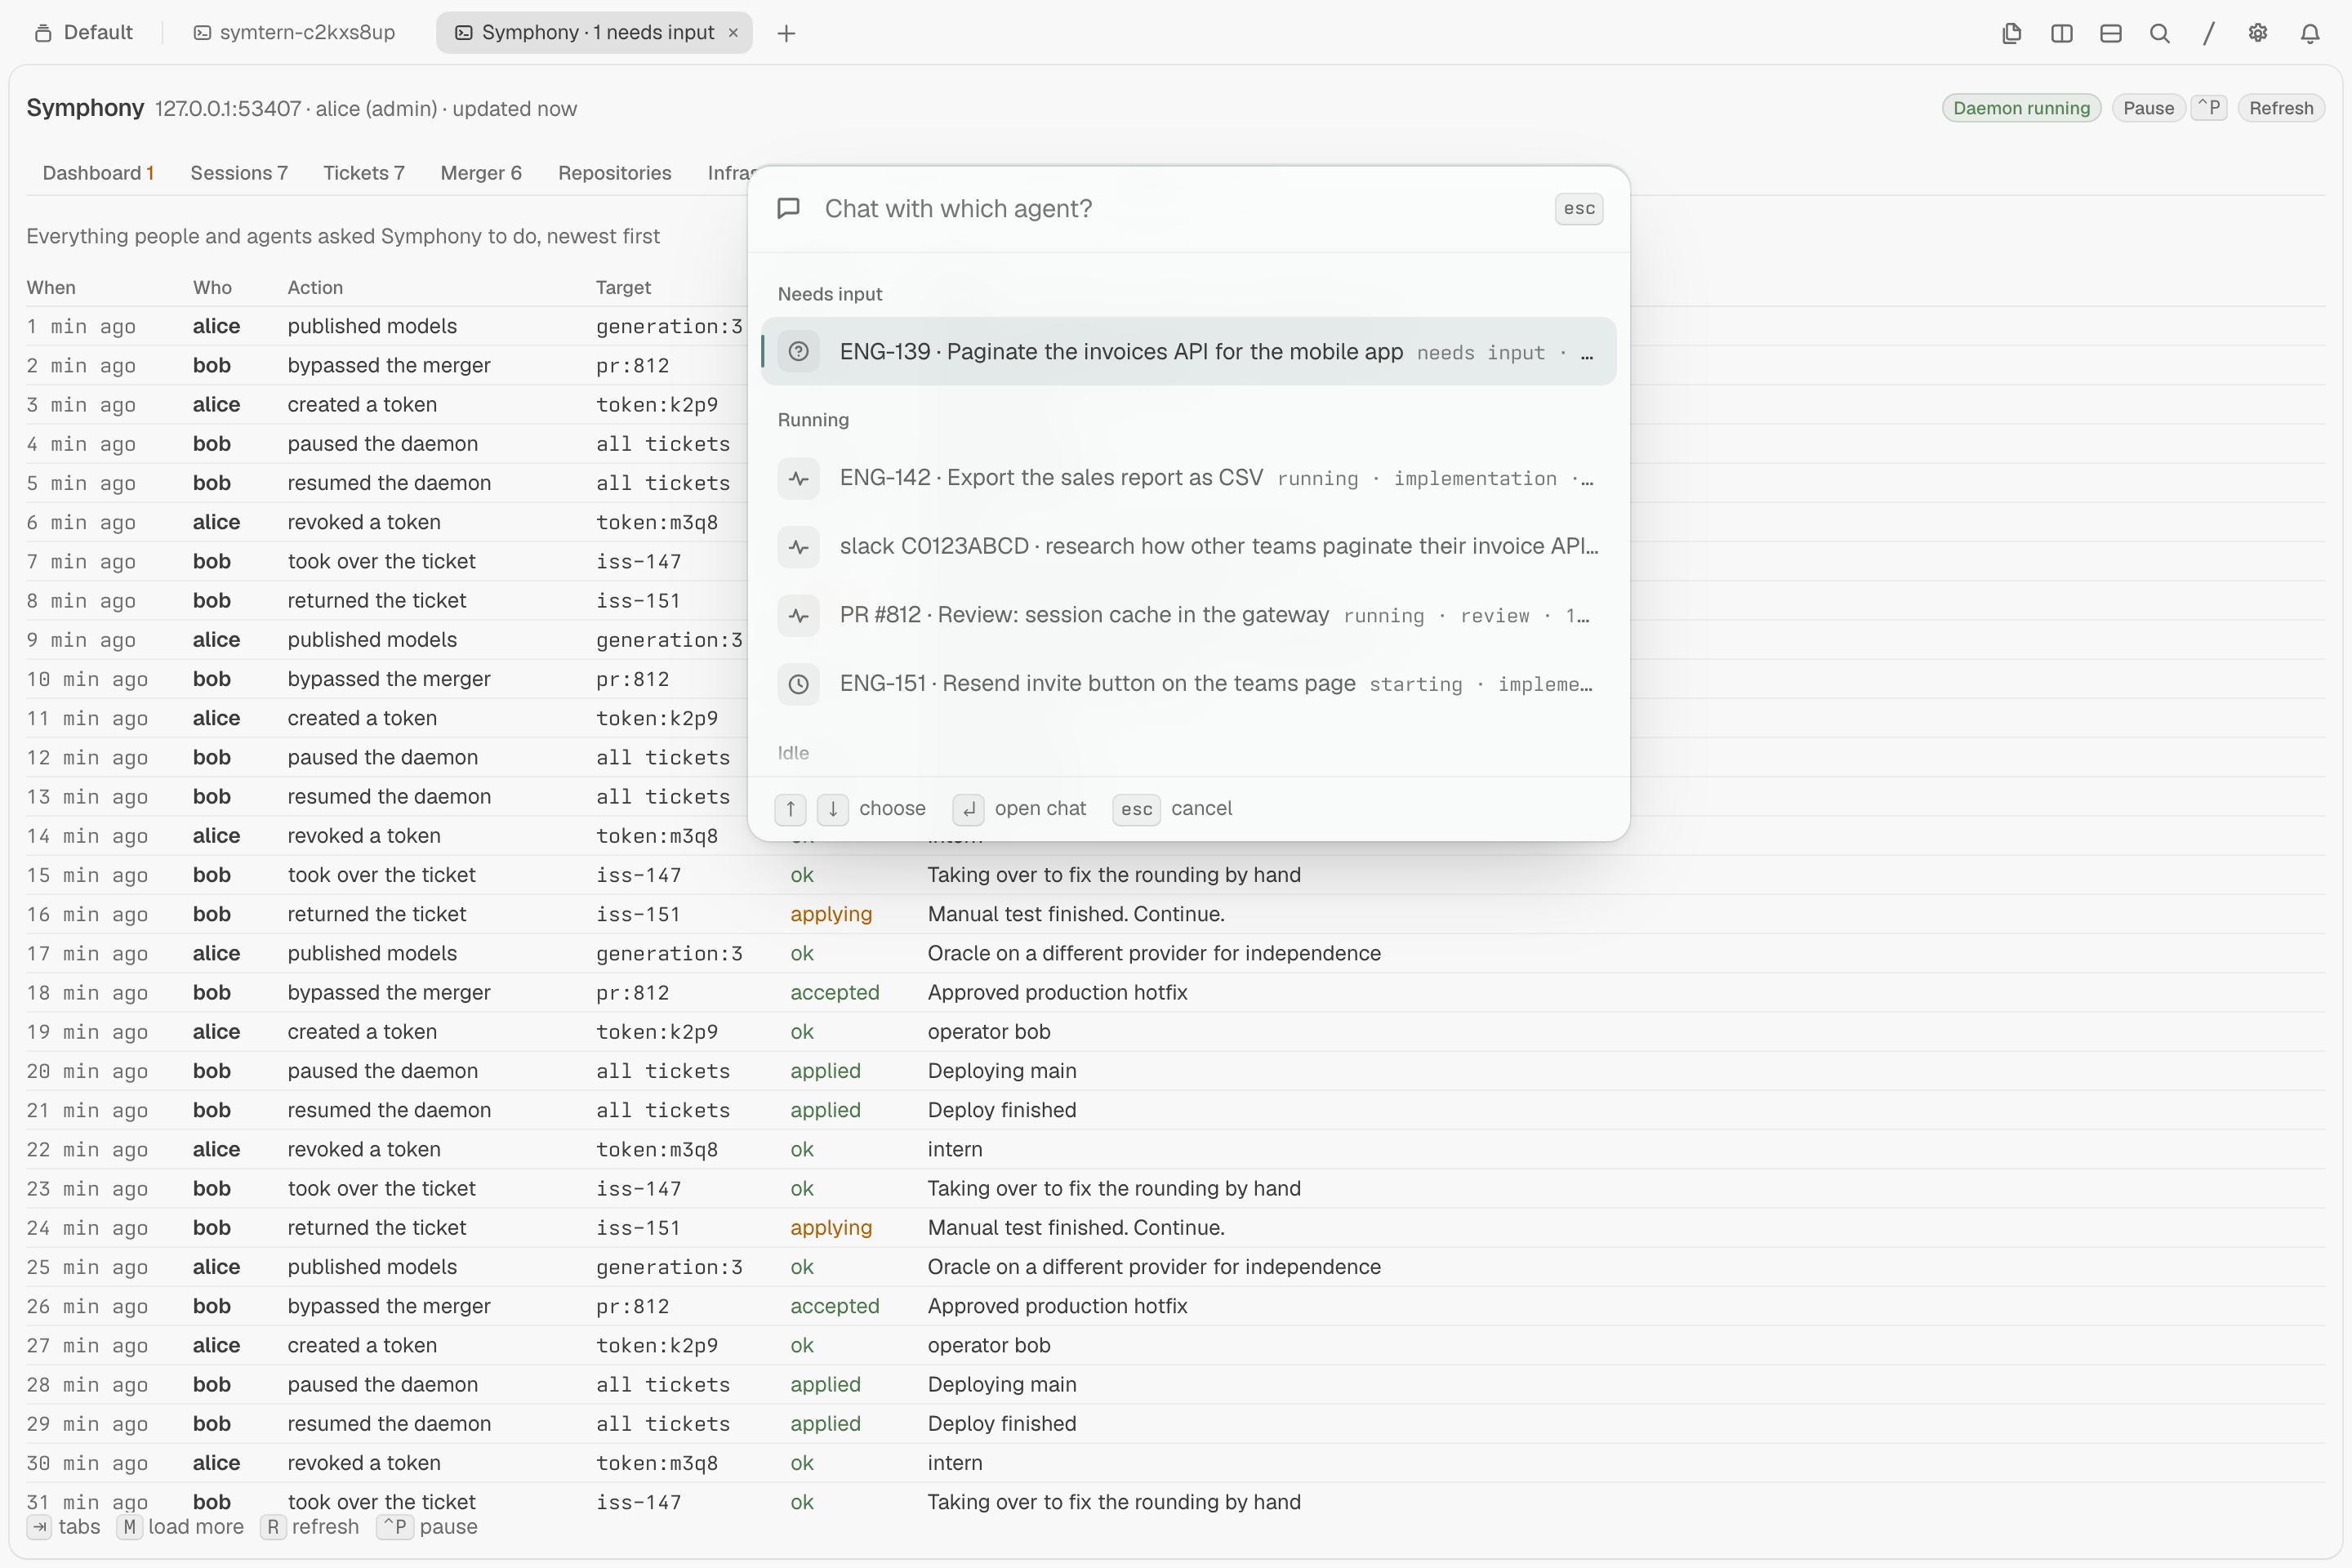 Default
symtern-c2kxs8up
Symphony · 1 needs input ×
Symphony 127.0.0.1:53407 · alice (admin) · updated now
Daemon running Pause ^P Refresh
Dashboard 1 Sessions 7 Tickets 7 Merger 6 Repositories Infras
Everything people and agents asked Symphony to do, newest first
When Who Action Target
1 min ago alice published models generation:3
2 min ago bob bypassed the merger pr:812
3 min ago alice created a token token:k2p9
4 min ago bob paused the daemon all tickets
5 min ago bob resumed the daemon all tickets
6 min ago alice revoked a token token:m3q8
7 min ago bob took over the ticket iss-147
8 min ago bob returned the ticket iss-151
9 min ago alice published models generation:3
10 min ago bob bypassed the merger pr:812
11 min ago alice created a token token:k2p9
12 min ago bob paused the daemon all tickets
13 min ago bob resumed the daemon all tickets
14 min ago alice revoked a token token:m3q8
15 min ago bob took over the ticket iss-147 ok Taking over to fix the rounding by hand
16 min ago bob returned the ticket iss-151 applying Manual test finished. Continue.
17 min ago alice published models generation:3 ok Oracle on a different provider for independence
18 min ago bob bypassed the merger pr:812 accepted Approved production hotfix
19 min ago alice created a token token:k2p9 ok operator bob
20 min ago bob paused the daemon all tickets applied Deploying main
21 min ago bob resumed the daemon all tickets applied Deploy finished
22 min ago alice revoked a token token:m3q8 ok intern
23 min ago bob took over the ticket iss-147 ok Taking over to fix the rounding by hand
24 min ago bob returned the ticket iss-151 applying Manual test finished. Continue.
25 min ago alice published models generation:3 ok Oracle on a different provider for independence
26 min ago bob bypassed the merger pr:812 accepted Approved production hotfix
27 min ago alice created a token token:k2p9 ok operator bob
28 min ago bob paused the daemon all tickets applied Deploying main
29 min ago bob resumed the daemon all tickets applied Deploy finished
30 min ago alice revoked a token token:m3q8 ok intern
31 min ago bob took over the ticket iss-147 ok Taking over to fix the rounding by hand
⇥ tabs M load more R refresh ^P pause
Chat with which agent? esc
Needs input
ENG-139 · Paginate the invoices API for the mobile app needs input · …
Running
ENG-142 · Export the sales report as CSV running · implementation ·…
slack C0123ABCD · research how other teams paginate their invoice API…
PR #812 · Review: session cache in the gateway running · review · 1…
ENG-151 · Resend invite button on the teams page starting · impleme…
Idle
↑ ↓ choose ↵ open chat esc cancel